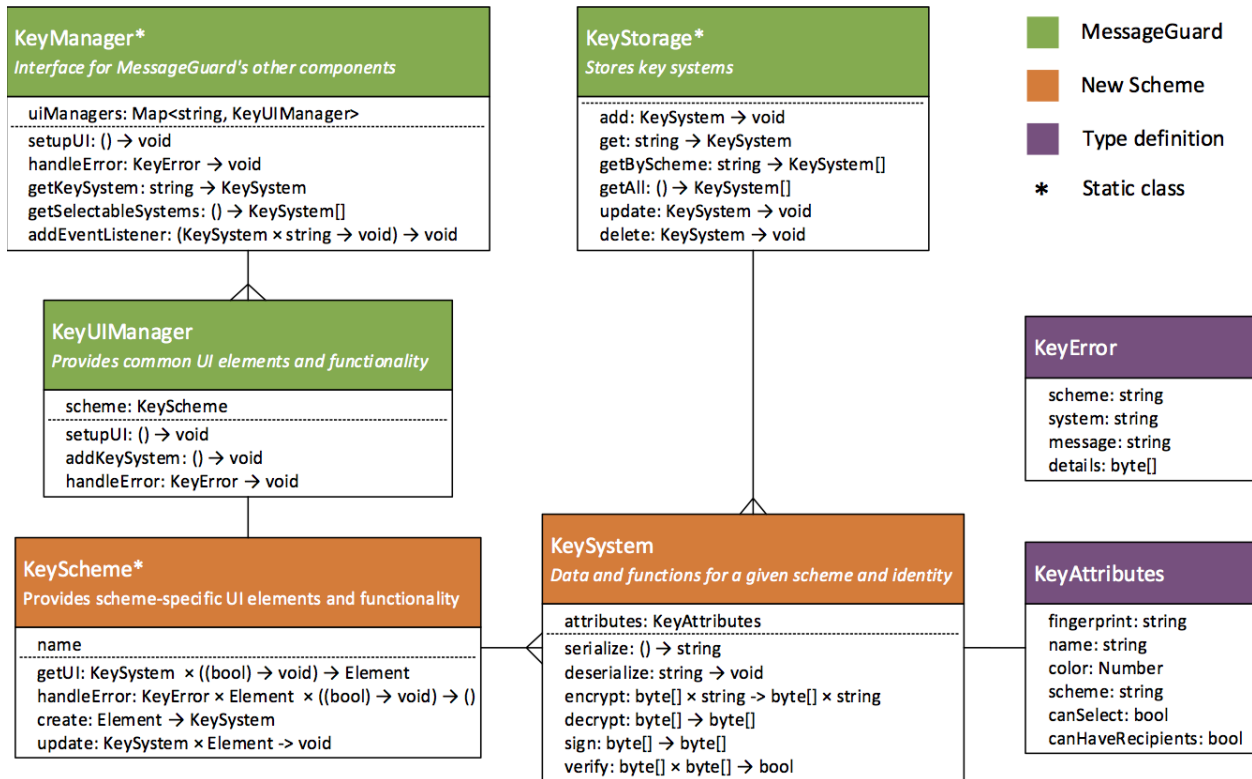 KeyManager*
Interface for MessageGuard's other components
uiManagers: Map<string, KeyUIManager>
setupUI: () → void
handleError: KeyError → void
getKeySystem: string → KeySystem
getSelectableSystems: () → KeySystem[]
addEventListener: (KeySystem × string → void) → void
KeyStorage*
Stores key systems
add: KeySystem → void
get: string → KeySystem
getByScheme: string → KeySystem[]
getAll: () → KeySystem[]
update: KeySystem → void
delete: KeySystem → void
MessageGuard
New Scheme
Type definition
* Static class
KeyUIManager
Provides common UI elements and functionality
scheme: KeyScheme
setupUI: () → void
addKeySystem: () → void
handleError: KeyError → void
KeyError
scheme: string
system: string
message: string
details: byte[]
KeyScheme*
Provides scheme-specific UI elements and functionality
name
getUI: KeySystem × ((bool) → void) → Element
handleError: KeyError × Element × ((bool) → void) → ()
create: Element → KeySystem
update: KeySystem × Element -> void
KeySystem
Data and functions for a given scheme and identity
attributes: KeyAttributes
serialize: () → string
deserialize: string → void
encrypt: byte[] × string -> byte[] × string
decrypt: byte[] → byte[]
sign: byte[] → byte[]
verify: byte[] × byte[] → bool
KeyAttributes
fingerprint: string
name: string
color: Number
scheme: string
canSelect: bool
canHaveRecipients: bool